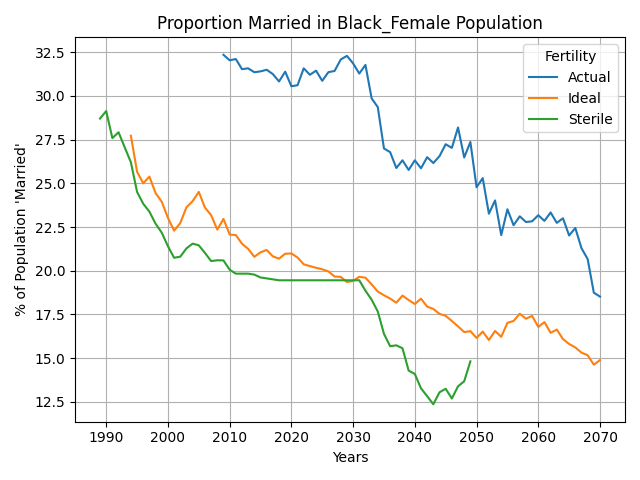 Proportion Married in Black_Female Population
% of Population 'Married'
32.5
30.0
27.5
25.0
22.5
20.0
17.5
15.0
12.5
Fertility
Actual
Ideal
Sterile
1990 2000 2010 2020 2030 2040 2050 2060 2070
Years